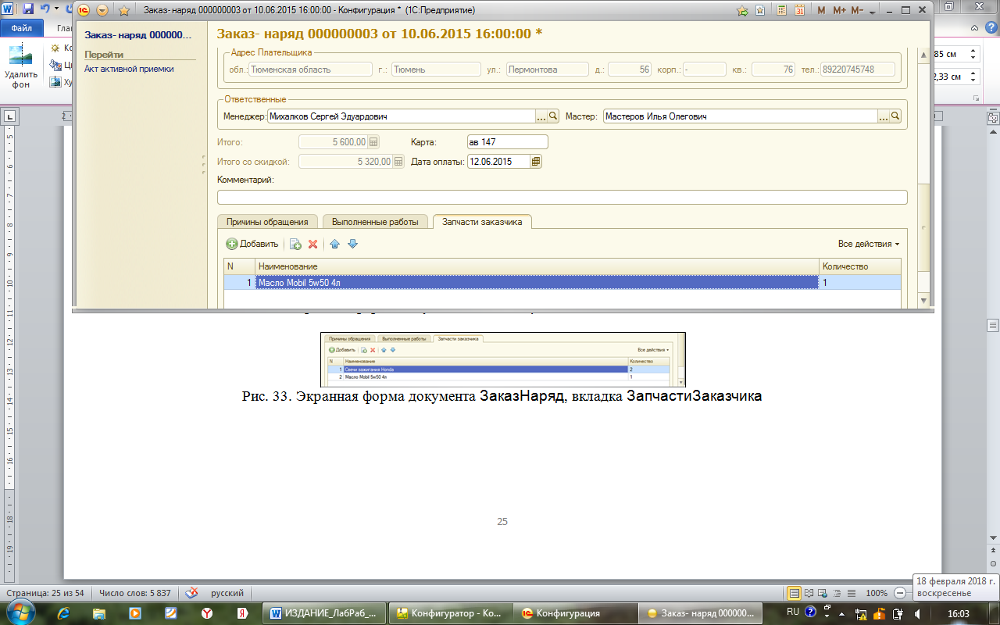 Заказ- наряд 000000003 от 10.06.2015 16:00:00 - Конфигурация * (1С:Предприятие)
M M+ M-
Файл
Удалить фон
85 см
2,33 см
Заказ- наряд 000000...
Перейти
Акт активной приемки
Заказ- наряд 000000003 от 10.06.2015 16:00:00 *
Адрес Плательщика
обл.: Тюменская область г.: Тюмень ул.: Лермонтова д.: 56 корп.: - кв.: 76 тел.: 89220745748
Ответственные
Менеджер: Михалков Сергей Эдуардович ... Мастер: Мастеров Илья Олегович ...
Итого: 5 600,00 Карта: ав 147
Итого со скидкой: 5 320,00 Дата оплаты: 12.06.2015
Комментарий:
Причины обращения Выполненные работы Запчасти заказчика
Добавить Все действия
N Наименование Количество
1 Масло Mobil 5w50 4л 1
Причины обращения Выполненные работы Запчасти заказчика
Добавить Все действия
N Наименование Количество
1 Свечи зажигания Honda 2
2 Масло Mobil 5w50 4л 1
Рис. 33. Экранная форма документа ЗаказНаряд, вкладка ЗапчастиЗаказчика
25
18 февраля 2018 г.
воскресенье
Страница: 25 из 54 Число слов: 5 837 русский 100%
ИЗДАНИЕ_ЛабРаб_... Конфигуратор - Ко... Конфигурация Заказ- наряд 000000... RU 16:03